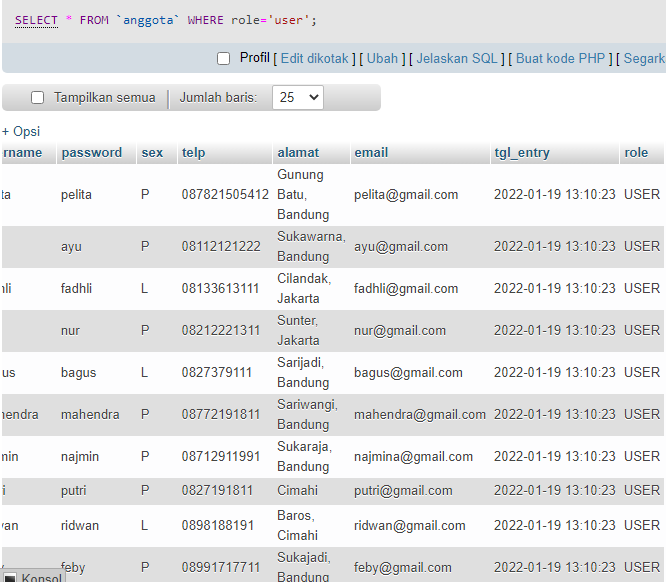 SELECT * FROM `anggota` WHERE role='user';
Profil [ Edit dikotak ] [ Ubah ] [ Jelaskan SQL ] [ Buat kode PHP ] [ Segark
Tampilkan semua Jumlah baris: 25
+ Opsi
rname password sex telp alamat email tgl_entry role
ta pelita P 087821505412 Gunung Batu, Bandung pelita@gmail.com 2022-01-19 13:10:23 USER
ayu P 08112121222 Sukawarna, Bandung ayu@gmail.com 2022-01-19 13:10:23 USER
hli fadhli L 08133613111 Cilandak, Jakarta fadhli@gmail.com 2022-01-19 13:10:23 USER
nur P 08212221311 Sunter, Jakarta nur@gmail.com 2022-01-19 13:10:23 USER
us bagus L 0827379111 Sarijadi, Bandung bagus@gmail.com 2022-01-19 13:10:23 USER
hendra mahendra P 08772191811 Sariwangi, Bandung mahendra@gmail.com 2022-01-19 13:10:23 USER
min najmin P 08712911991 Sukaraja, Bandung najmina@gmail.com 2022-01-19 13:10:23 USER
i putri P 0827191811 Cimahi putri@gmail.com 2022-01-19 13:10:23 USER
van ridwan L 0898188191 Baros, Cimahi ridwan@gmail.com 2022-01-19 13:10:23 USER
y feby P 08991717711 Sukajadi, Bandung feby@gmail.com 2022-01-19 13:10:23 USER
Konsol